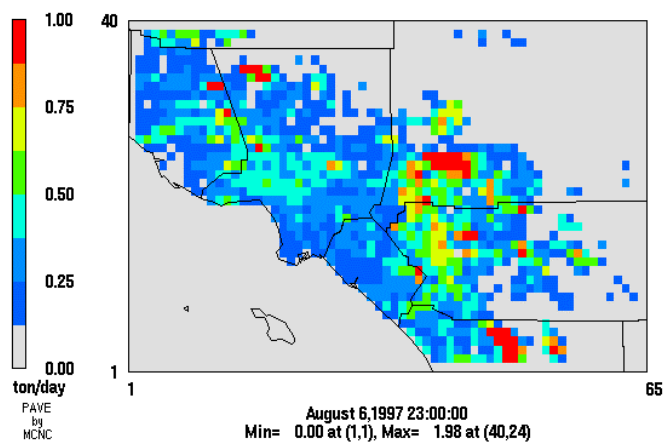 1.00
0.75
0.50
0.25
0.00
ton/day
PAVE
by
MCNC
40
1
1
65
August 6,1997 23:00:00
Min= 0.00 at (1,1), Max= 1.98 at (40,24)